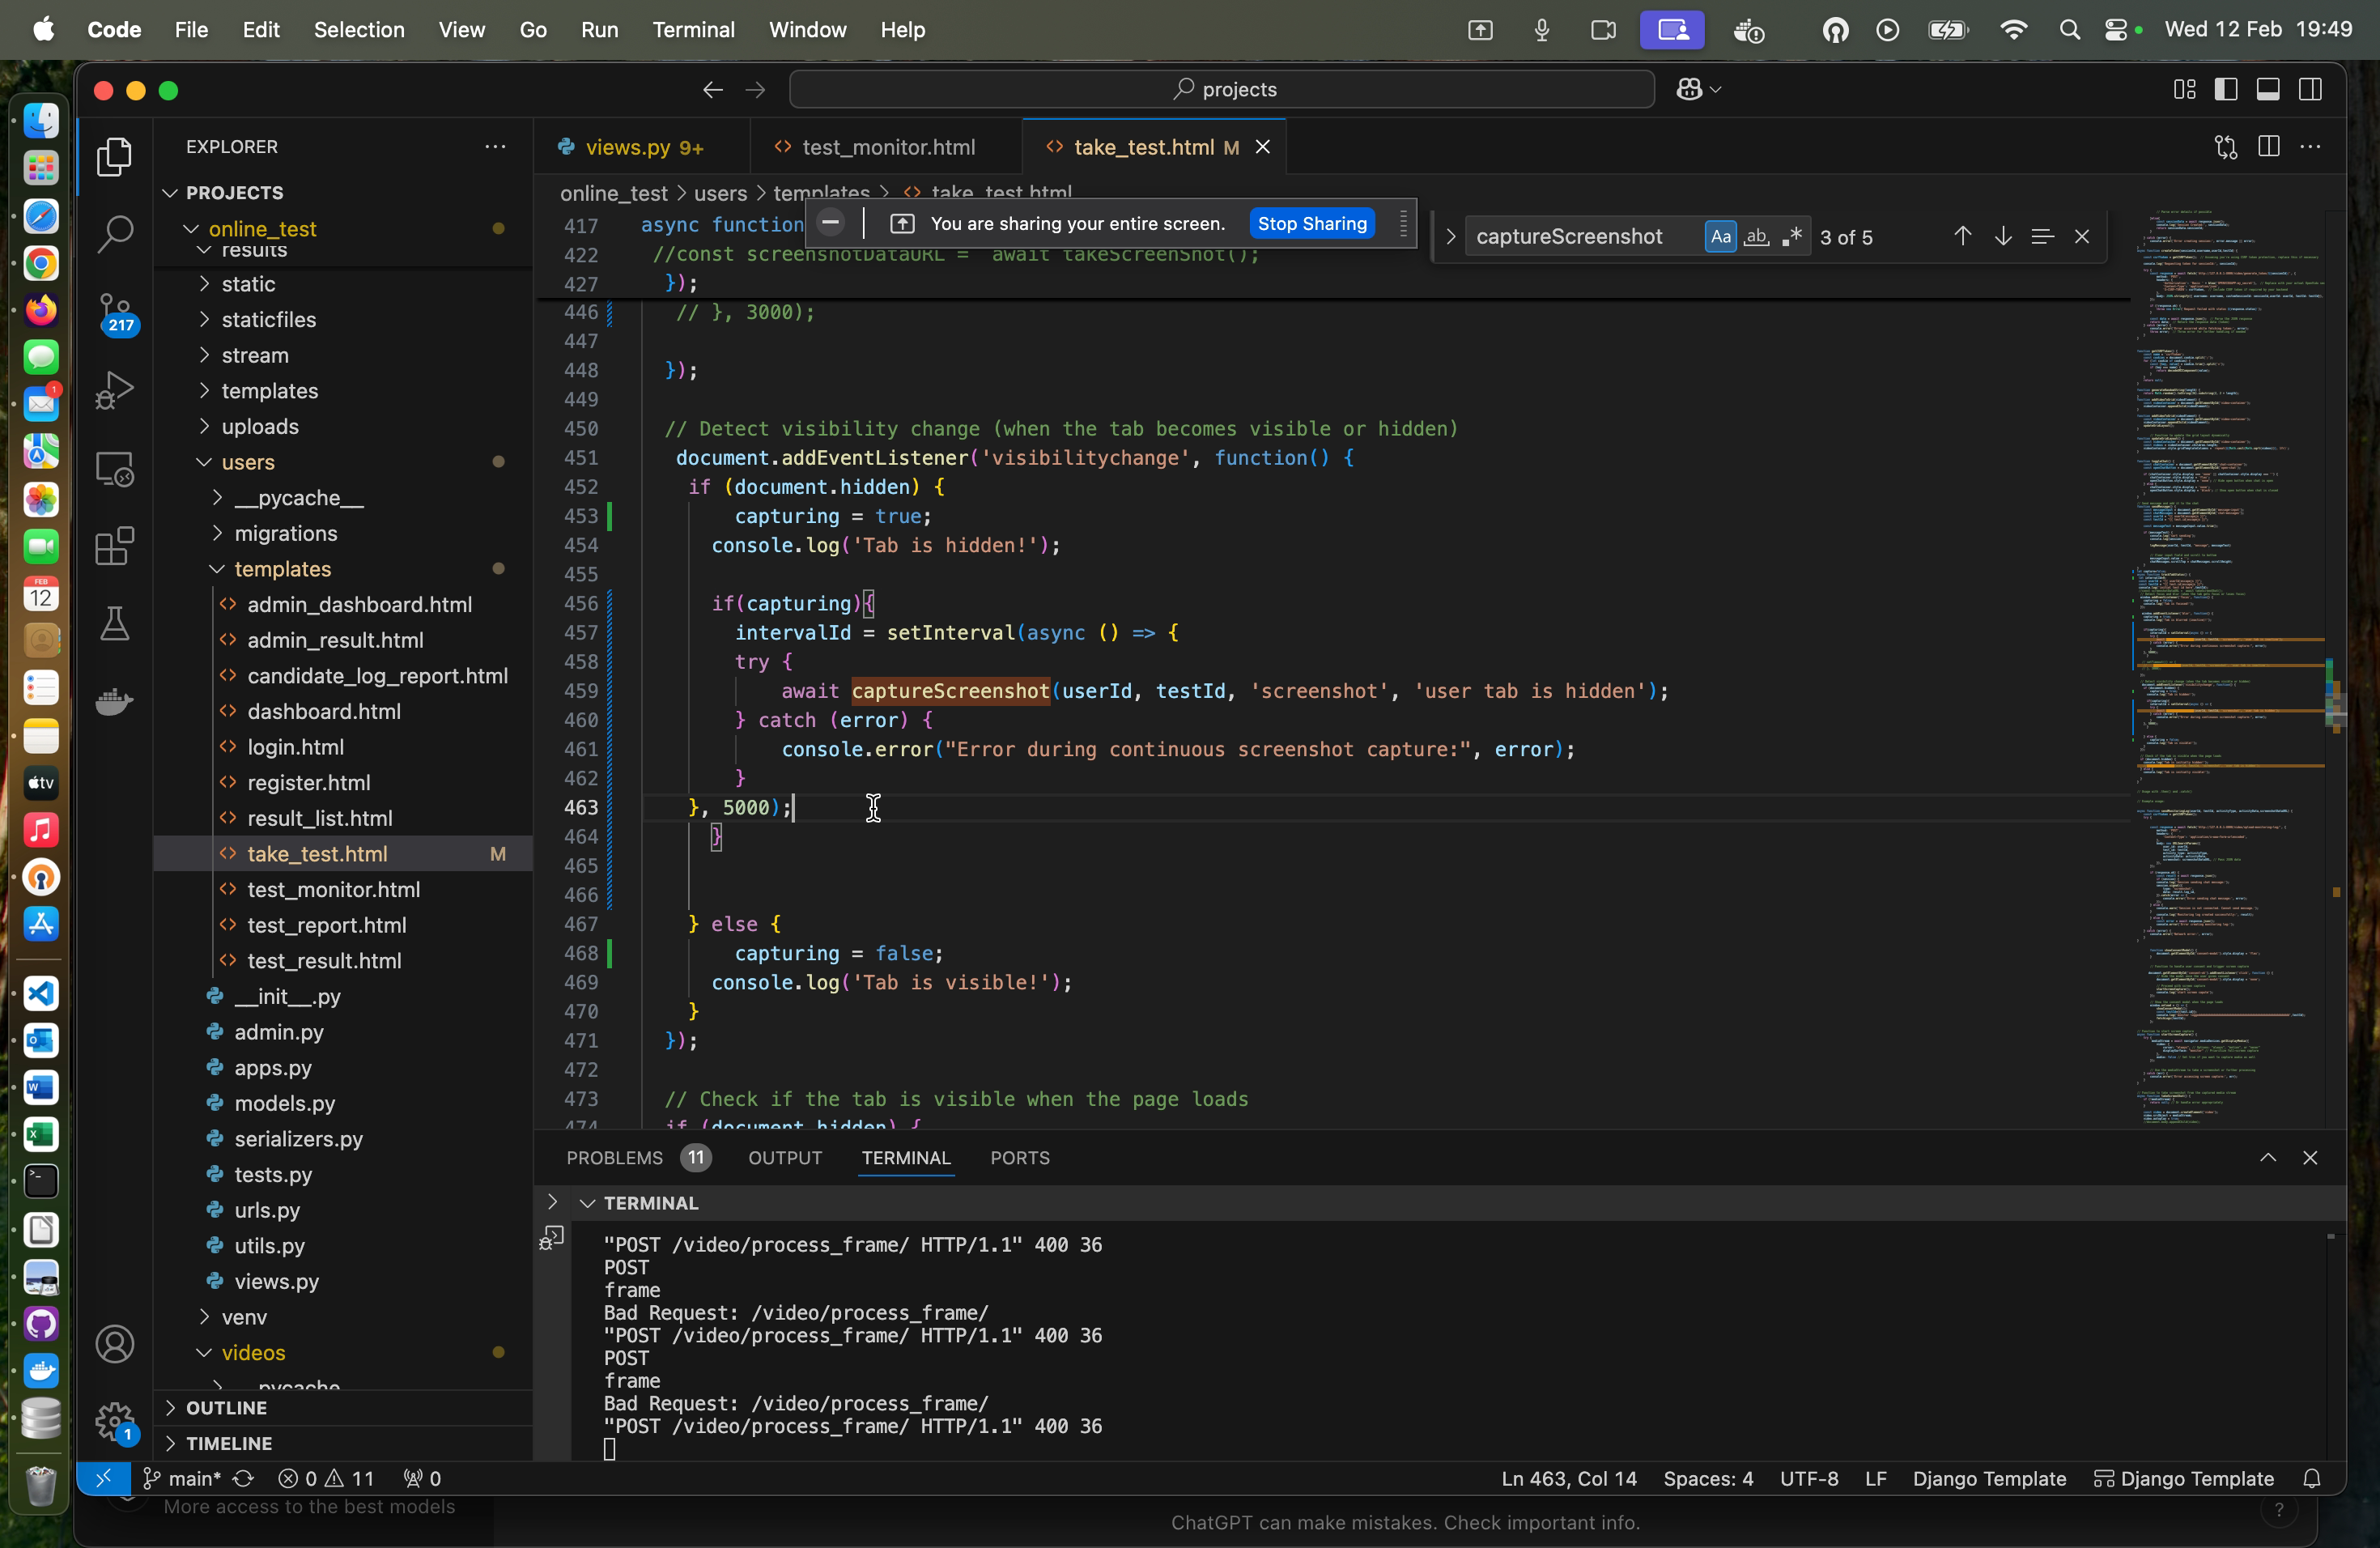 Code File Edit Selection View Go Run Terminal Window Help
Wed 12 Feb 19:49
projects
EXPLORER
PROJECTS
online_test
results
static
staticfiles
stream
templates
uploads
users
__pycache__
migrations
templates
admin_dashboard.html
admin_result.html
candidate_log_report.html
dashboard.html
login.html
register.html
result_list.html
take_test.html M
test_monitor.html
test_report.html
test_result.html
__init__.py
admin.py
apps.py
models.py
serializers.py
tests.py
urls.py
utils.py
views.py
venv
videos
__pycache__
OUTLINE
TIMELINE
217
1
FEB
12
1
tv
views.py 9+
test_monitor.html
take_test.html M
online_test > users > templates > take_test.html
You are sharing your entire screen. Stop Sharing
captureScreenshot Aa ab 3 of 5
417 async function
422 //const screenshotDataURL = await takeScreenShot();
427 });
446 // }, 3000);
447
448 });
449
450 // Detect visibility change (when the tab becomes visible or hidden)
451 document.addEventListener('visibilitychange', function() {
452 if (document.hidden) {
453 capturing = true;
454 console.log('Tab is hidden!');
455
456 if(capturing){
457 intervalId = setInterval(async () => {
458 try {
459 await captureScreenshot(userId, testId, 'screenshot', 'user tab is hidden');
460 } catch (error) {
461 console.error("Error during continuous screenshot capture:", error);
462 }
463 }, 5000);
464 }
465
466
467 } else {
468 capturing = false;
469 console.log('Tab is visible!');
470 }
471 });
472
473 // Check if the tab is visible when the page loads
474 if (document.hidden) {
PROBLEMS 11 OUTPUT TERMINAL PORTS
TERMINAL
"POST /video/process_frame/ HTTP/1.1" 400 36
POST
frame
Bad Request: /video/process_frame/
"POST /video/process_frame/ HTTP/1.1" 400 36
POST
frame
Bad Request: /video/process_frame/
"POST /video/process_frame/ HTTP/1.1" 400 36
main* 0 11 0
Ln 463, Col 14 Spaces: 4 UTF-8 LF Django Template Django Template
More access to the best models
ChatGPT can make mistakes. Check important info.
?